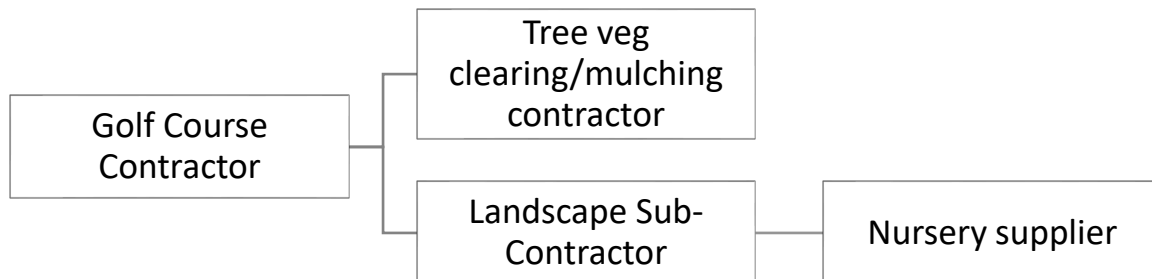 Tree veg
clearing/mulching
contractor
Golf Course
Contractor
Landscape Sub-
Contractor
Nursery supplier